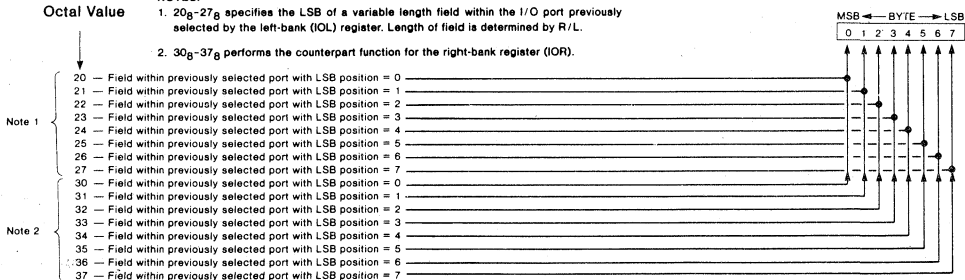 Octal Value
NOTES:
1. 20₈-27₈ specifies the LSB of a variable length field within the I/O port previously
selected by the left-bank (IOL) register. Length of field is determined by R/L.
2. 30₈-37₈ performs the counterpart function for the right-bank register (IOR).
MSB BYTE LSB
0 1 2 3 4 5 6 7
20 — Field within previously selected port with LSB position = 0
21 — Field within previously selected port with LSB position = 1
22 — Field within previously selected port with LSB position = 2
23 — Field within previously selected port with LSB position = 3
24 — Field within previously selected port with LSB position = 4
25 — Field within previously selected port with LSB position = 5
26 — Field within previously selected port with LSB position = 6
27 — Field within previously selected port with LSB position = 7
Note 1
30 — Field within previously selected port with LSB position = 0
31 — Field within previously selected port with LSB position = 1
32 — Field within previously selected port with LSB position = 2
33 — Field within previously selected port with LSB position = 3
34 — Field within previously selected port with LSB position = 4
35 — Field within previously selected port with LSB position = 5
36 — Field within previously selected port with LSB position = 6
37 — Field within previously selected port with LSB position = 7
Note 2